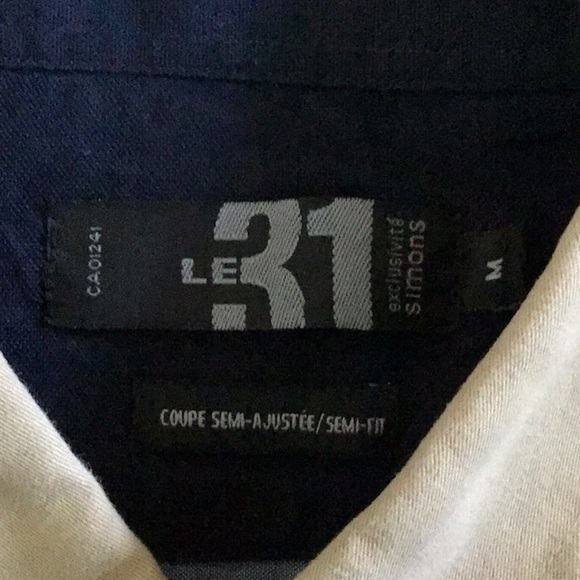 CA01241
LE 31
exclusivité
simons
M
COUPE SEMI-AJUSTÉE/SEMI-FIT